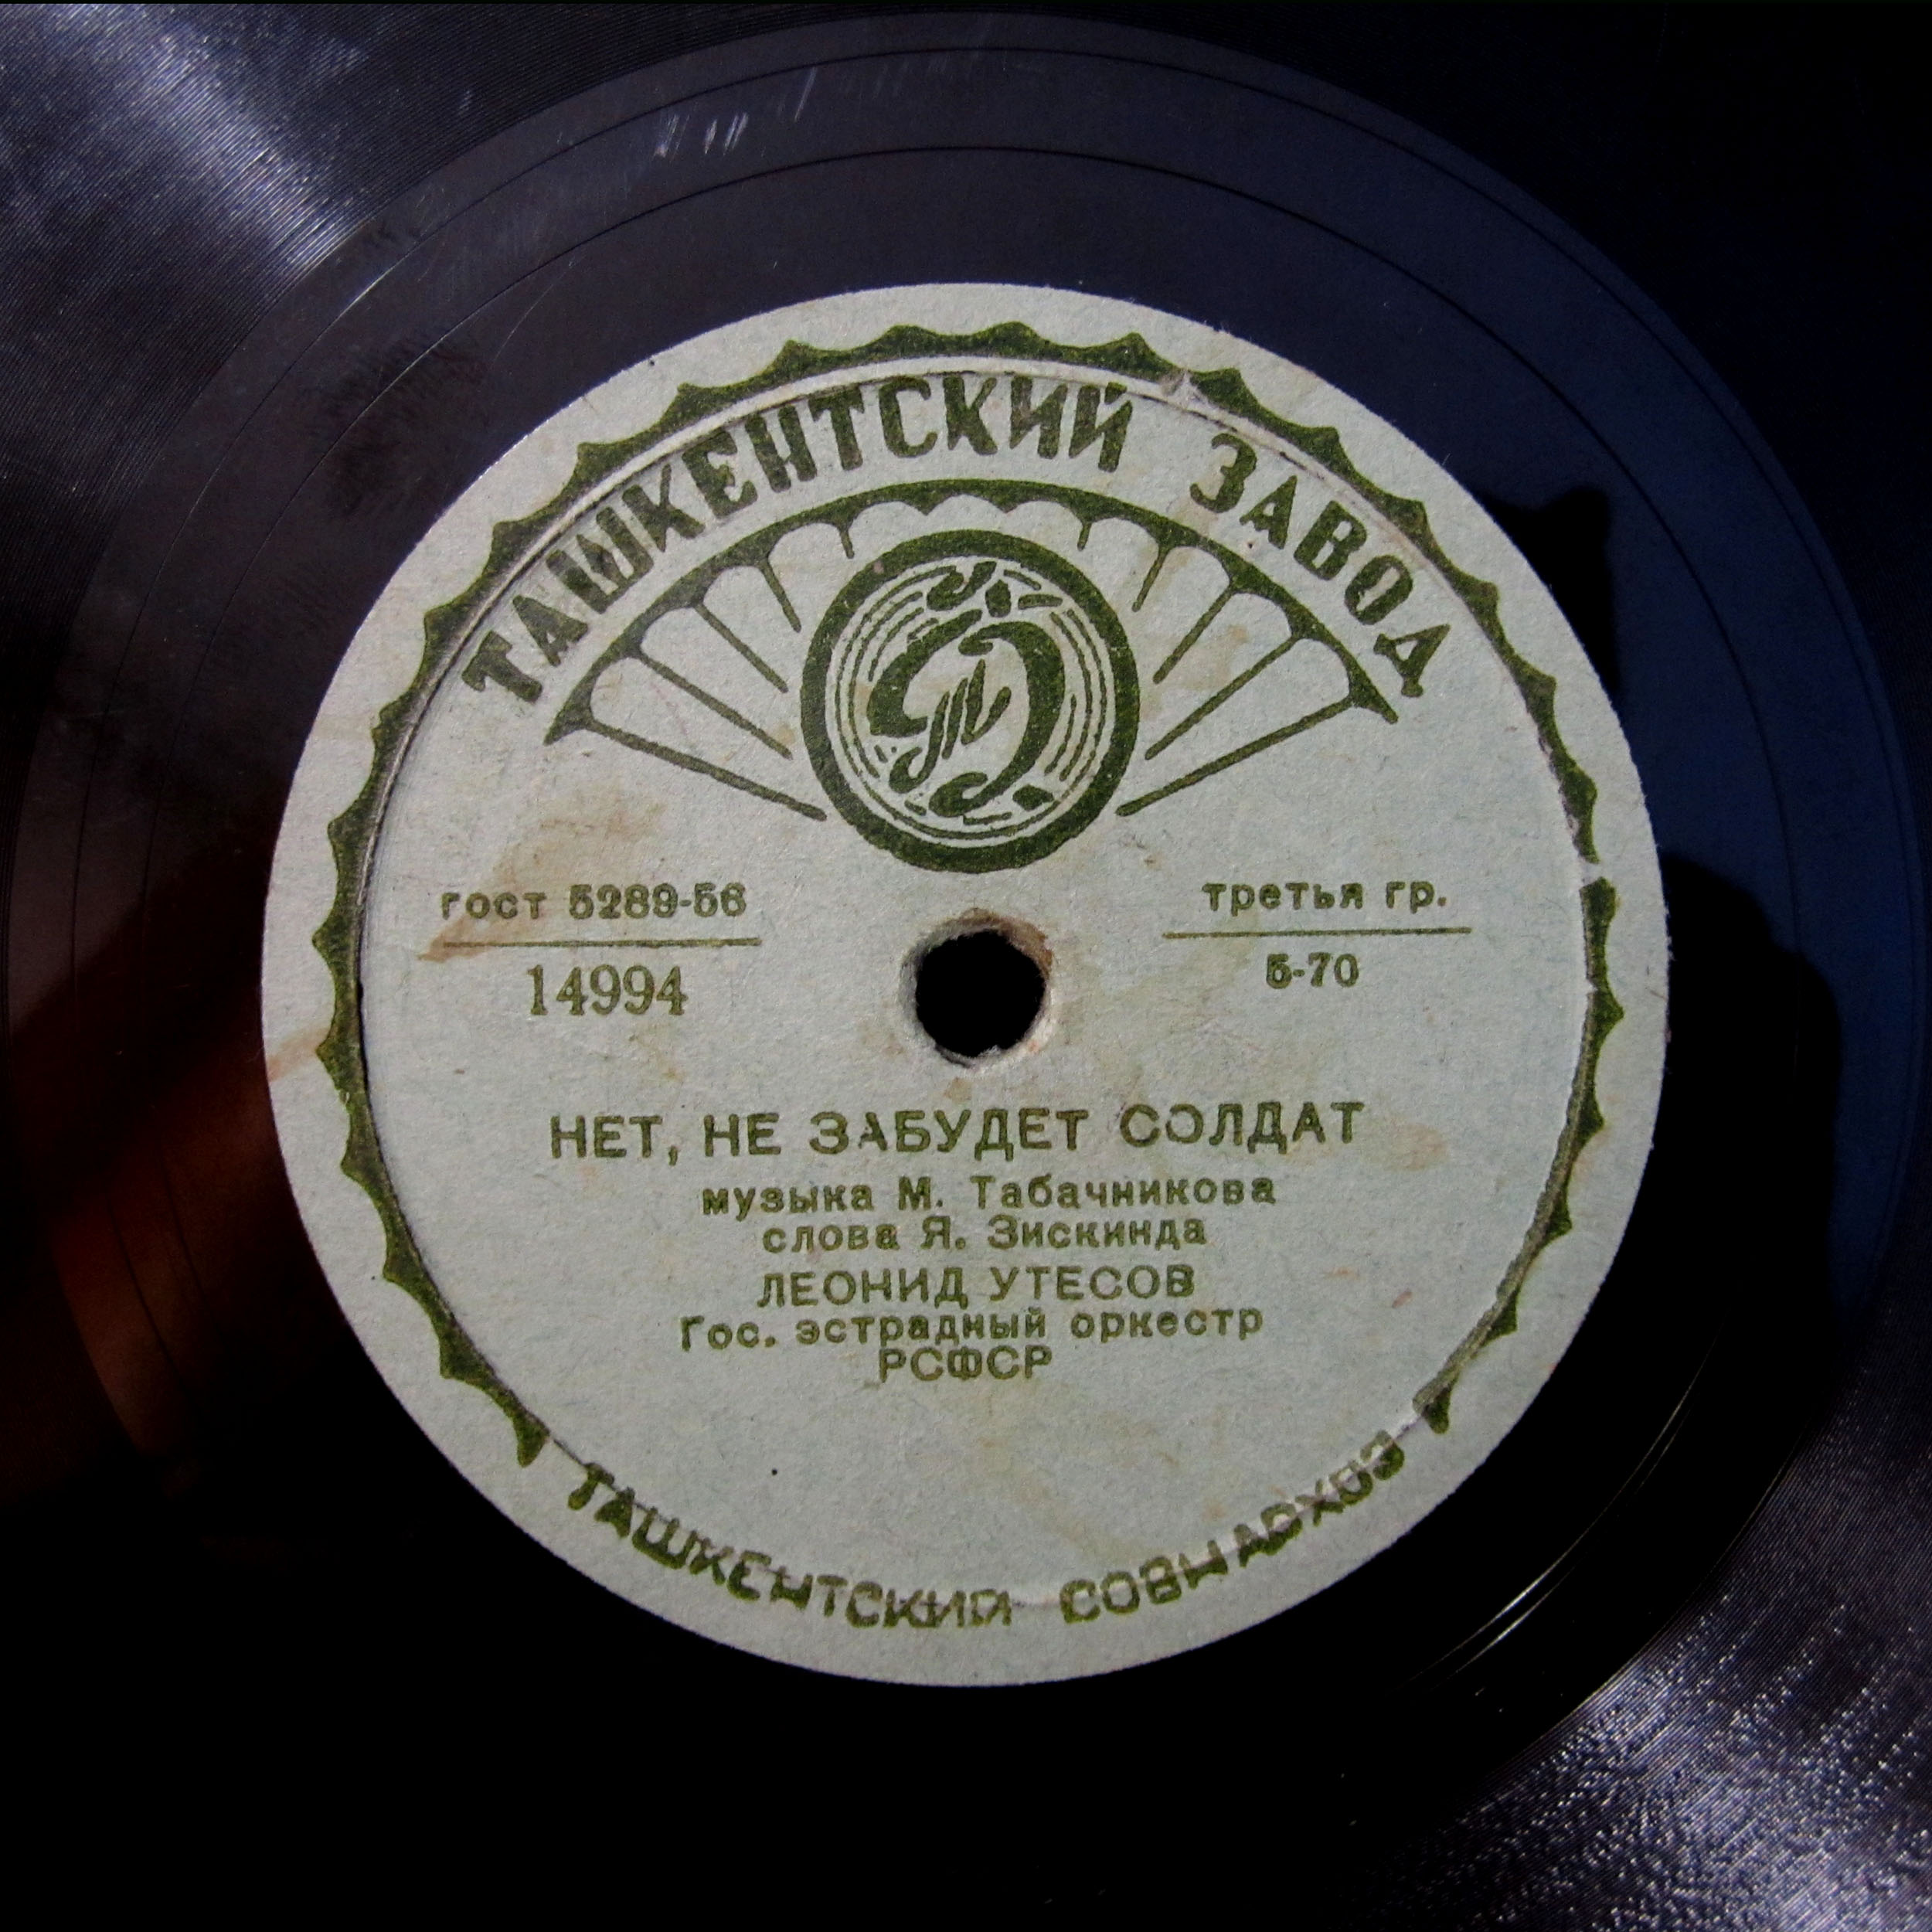 ТАШКЕНТСКИЙ ЗАВОД
гост 5289-56
14994
третья гр.
5-70
НЕТ, НЕ ЗАБУДЕТ СОЛДАТ
музыка М. Табачникова
слова Я. Зискинда
ЛЕОНИД УТЕСОВ
Гос. эстрадный оркестр
РСФСР
ТАШКЕНТСКИЙ СОВНАРХОЗ